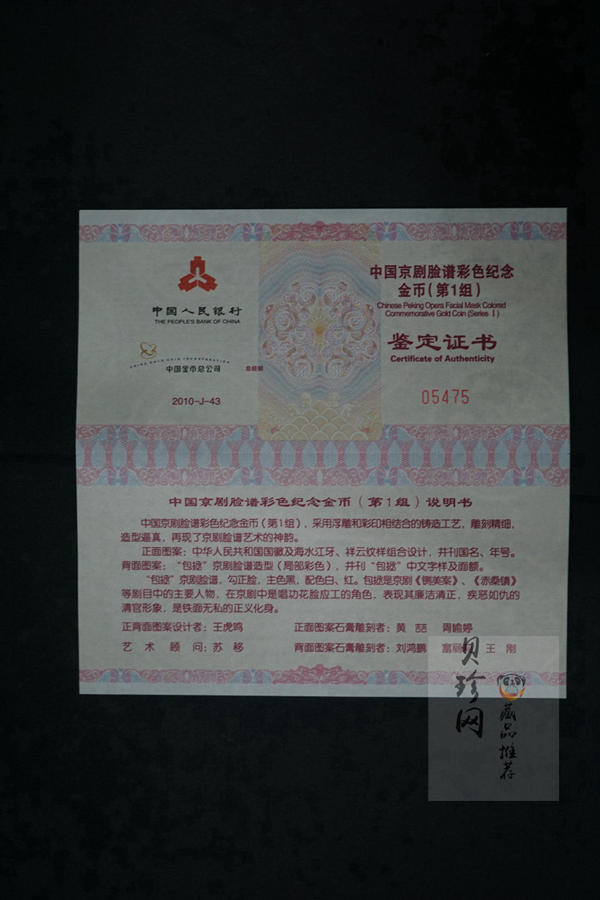 中国人民银行
THE PEOPLE'S BANK OF CHINA
CHINA GOLD COIN INCORPORATION
中国金币总公司 总经销
2010-J-43
中国京剧脸谱彩色纪念
金币(第1组)
Chinese Peking Opera Facial Mask Colored
Commemorative Gold Coin (Series Ⅰ)
鉴定证书
Certificate of Authenticity
05475
中国京剧脸谱彩色纪念金币(第1组)说明书
中国京剧脸谱彩色纪念金币(第1组),采用浮雕和彩印相结合的铸造工艺,雕刻精细,
造型逼真,再现了京剧脸谱艺术的神韵。
正面图案:中华人民共和国国徽及海水江牙、祥云纹样组合设计,并刊国名、年号。
背面图案:“包拯”京剧脸谱造型(局部彩色),并刊“包拯”中文字样及面额。
“包拯”京剧脸谱,勾正脸,主色黑,配色白、红。包拯是京剧《铡美案》、《赤桑镇》
等剧目中的主要人物,在京剧中是唱功花脸应工的角色,表现其廉洁清正,疾恶如仇的
清官形象,是铁面无私的正义化身。
正背面图案设计者:王虎鸣 正面图案石膏雕刻者:黄喆 周喻婷
艺术顾问:苏移 背面图案石膏雕刻者:刘鸿鹏 富丽 王刚
贝珍网
藏品推荐